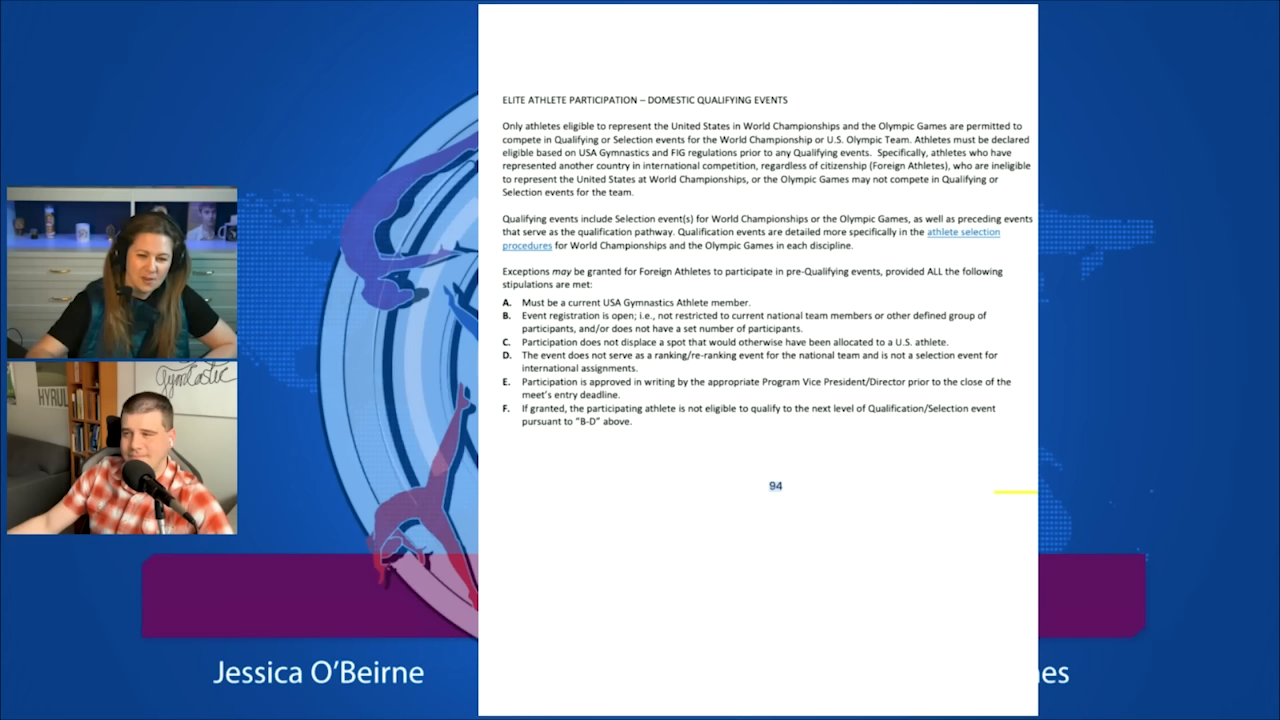 ELITE ATHLETE PARTICIPATION – DOMESTIC QUALIFYING EVENTS
Only athletes eligible to represent the United States in World Championships and the Olympic Games are permitted to
compete in Qualifying or Selection events for the World Championship or U.S. Olympic Team. Athletes must be declared
eligible based on USA Gymnastics and FIG regulations prior to any Qualifying events. Specifically, athletes who have
represented another country in international competition, regardless of citizenship (Foreign Athletes), who are ineligible
to represent the United States at World Championships, or the Olympic Games may not compete in Qualifying or
Selection events for the team.
Qualifying events include Selection event(s) for World Championships or the Olympic Games, as well as preceding events
that serve as the qualification pathway. Qualification events are detailed more specifically in the athlete selection
procedures for World Championships and the Olympic Games in each discipline.
Exceptions may be granted for Foreign Athletes to participate in pre-Qualifying events, provided ALL the following
stipulations are met:
A. Must be a current USA Gymnastics Athlete member.
B. Event registration is open; i.e., not restricted to current national team members or other defined group of
participants, and/or does not have a set number of participants.
C. Participation does not displace a spot that would otherwise have been allocated to a U.S. athlete.
D. The event does not serve as a ranking/re-ranking event for the national team and is not a selection event for
international assignments.
E. Participation is approved in writing by the appropriate Program Vice President/Director prior to the close of the
meet's entry deadline.
F. If granted, the participating athlete is not eligible to qualify to the next level of Qualification/Selection event
pursuant to "B-D" above.
94
Gymtastic
HYRUL
Jessica O'Beirne
nes